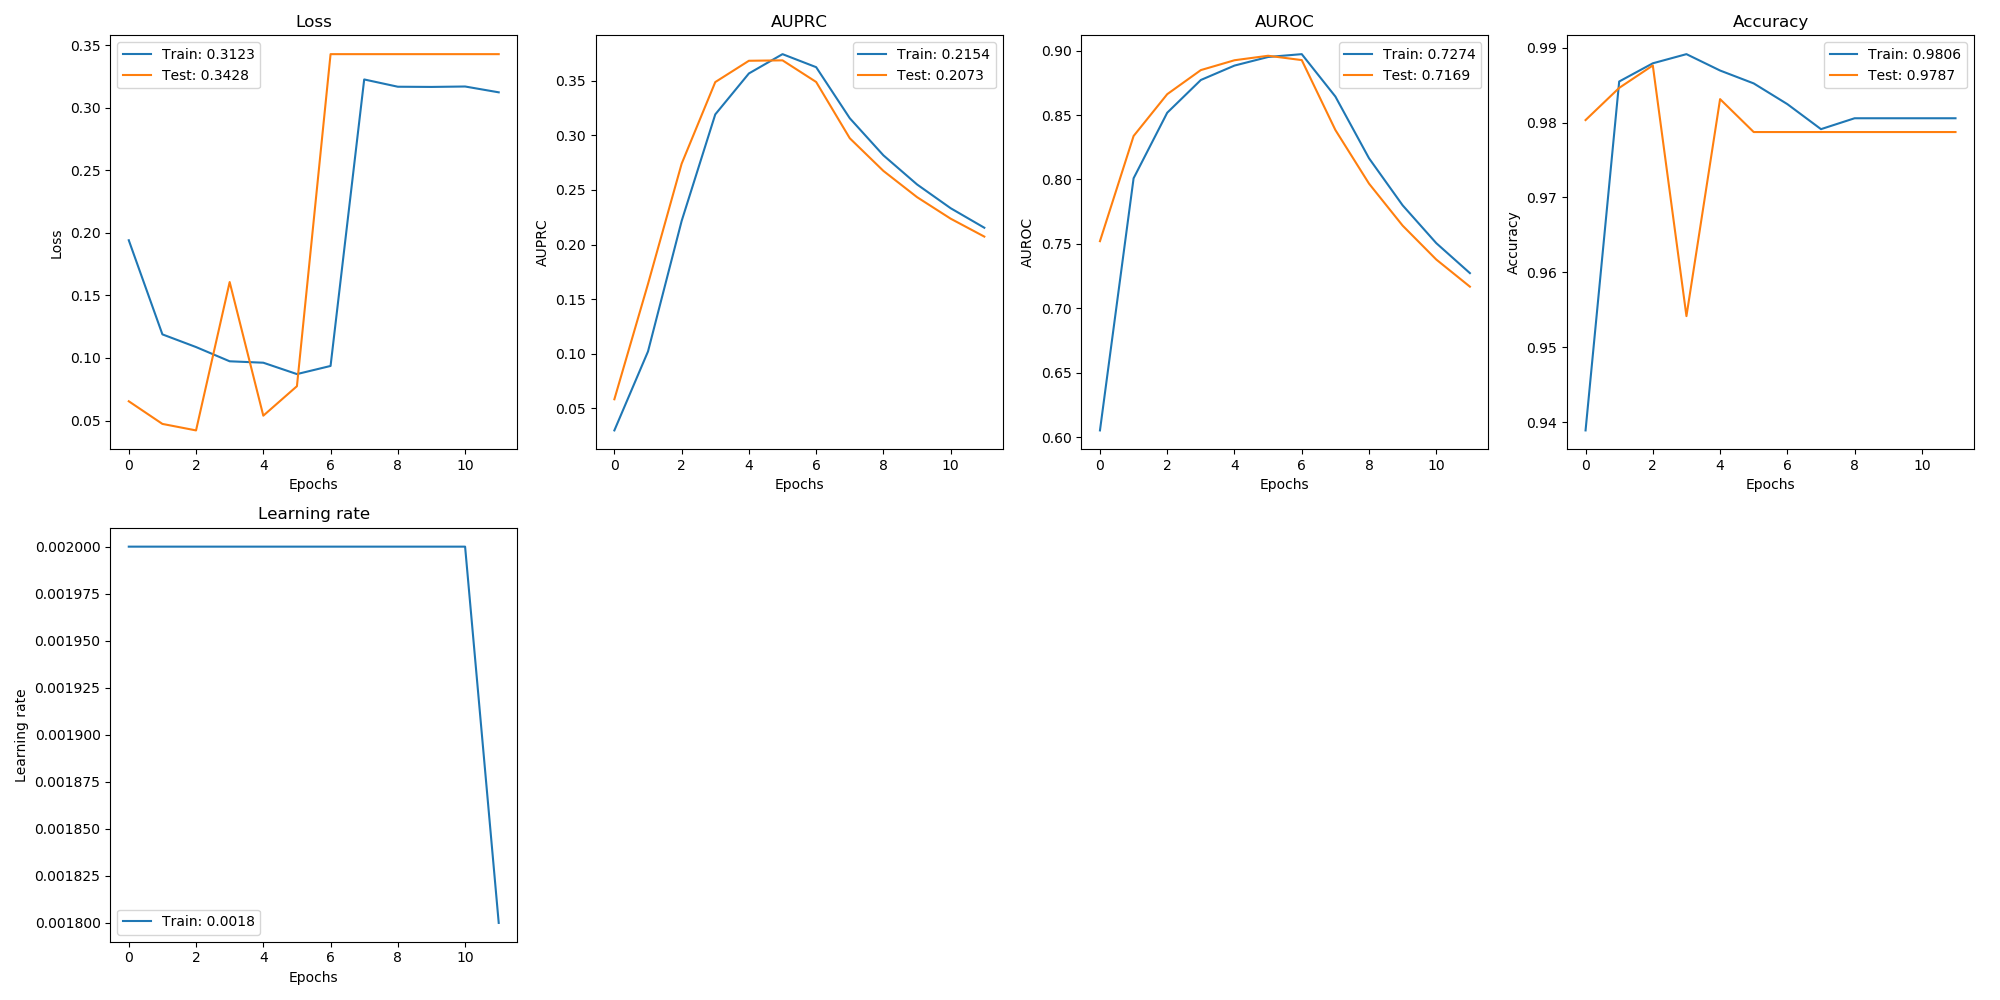 Loss
0.35
0.30
0.25
0.20
0.15
0.10
0.05
Loss
Train: 0.3123
Test: 0.3428
0 2 4 6 8 10
Epochs
AUPRC
0.35
0.30
0.25
0.20
0.15
0.10
0.05
AUPRC
Train: 0.2154
Test: 0.2073
0 2 4 6 8 10
Epochs
AUROC
0.90
0.85
0.80
0.75
0.70
0.65
0.60
AUROC
Train: 0.7274
Test: 0.7169
0 2 4 6 8 10
Epochs
Accuracy
0.99
0.98
0.97
0.96
0.95
0.94
Accuracy
Train: 0.9806
Test: 0.9787
0 2 4 6 8 10
Epochs
Learning rate
0.002000
0.001975
0.001950
0.001925
0.001900
0.001875
0.001850
0.001825
0.001800
Learning rate
Train: 0.0018
0 2 4 6 8 10
Epochs